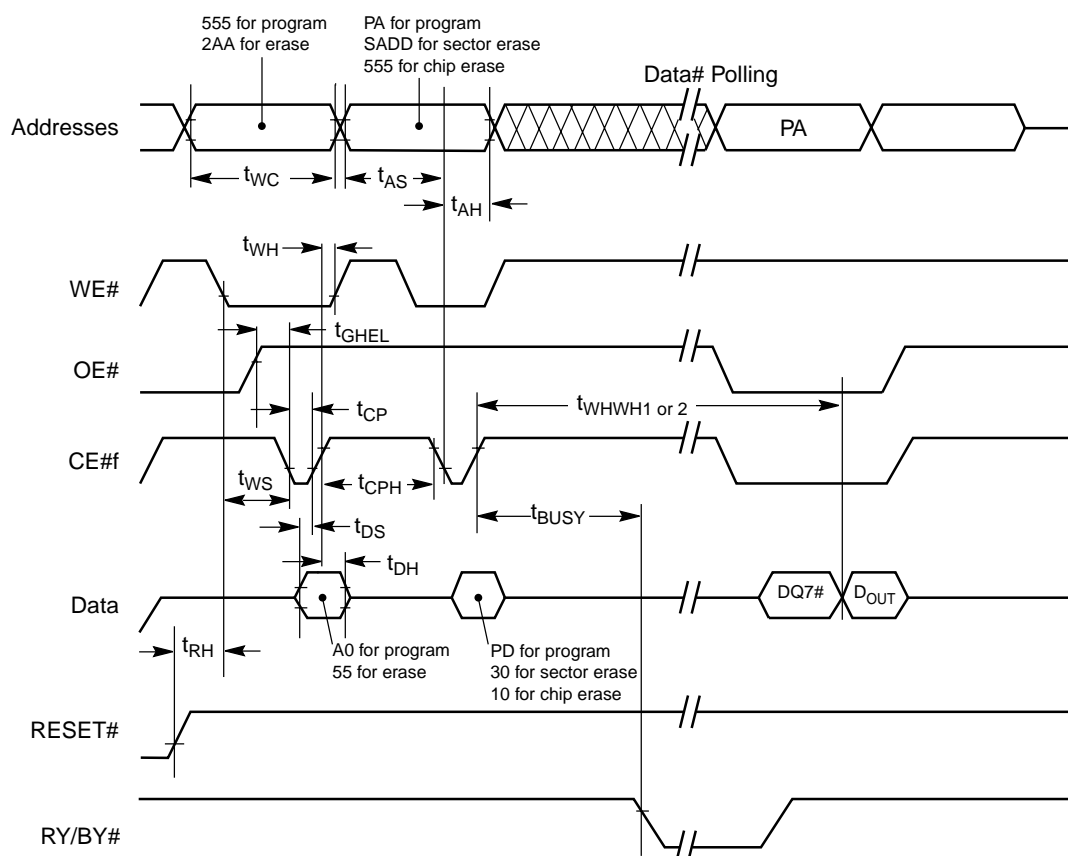 555 for program
2AA for erase
PA for program
SADD for sector erase
555 for chip erase
Data# Polling
Addresses
PA
tWC
tAS
tAH
tWH
WE#
tGHEL
OE#
tWHWH1 or 2
tCP
CE#f
tWS
tCPH
tBUSY
tDS
tDH
Data
DQ7#
DOUT
tRH
A0 for program
55 for erase
PD for program
30 for sector erase
10 for chip erase
RESET#
RY/BY#